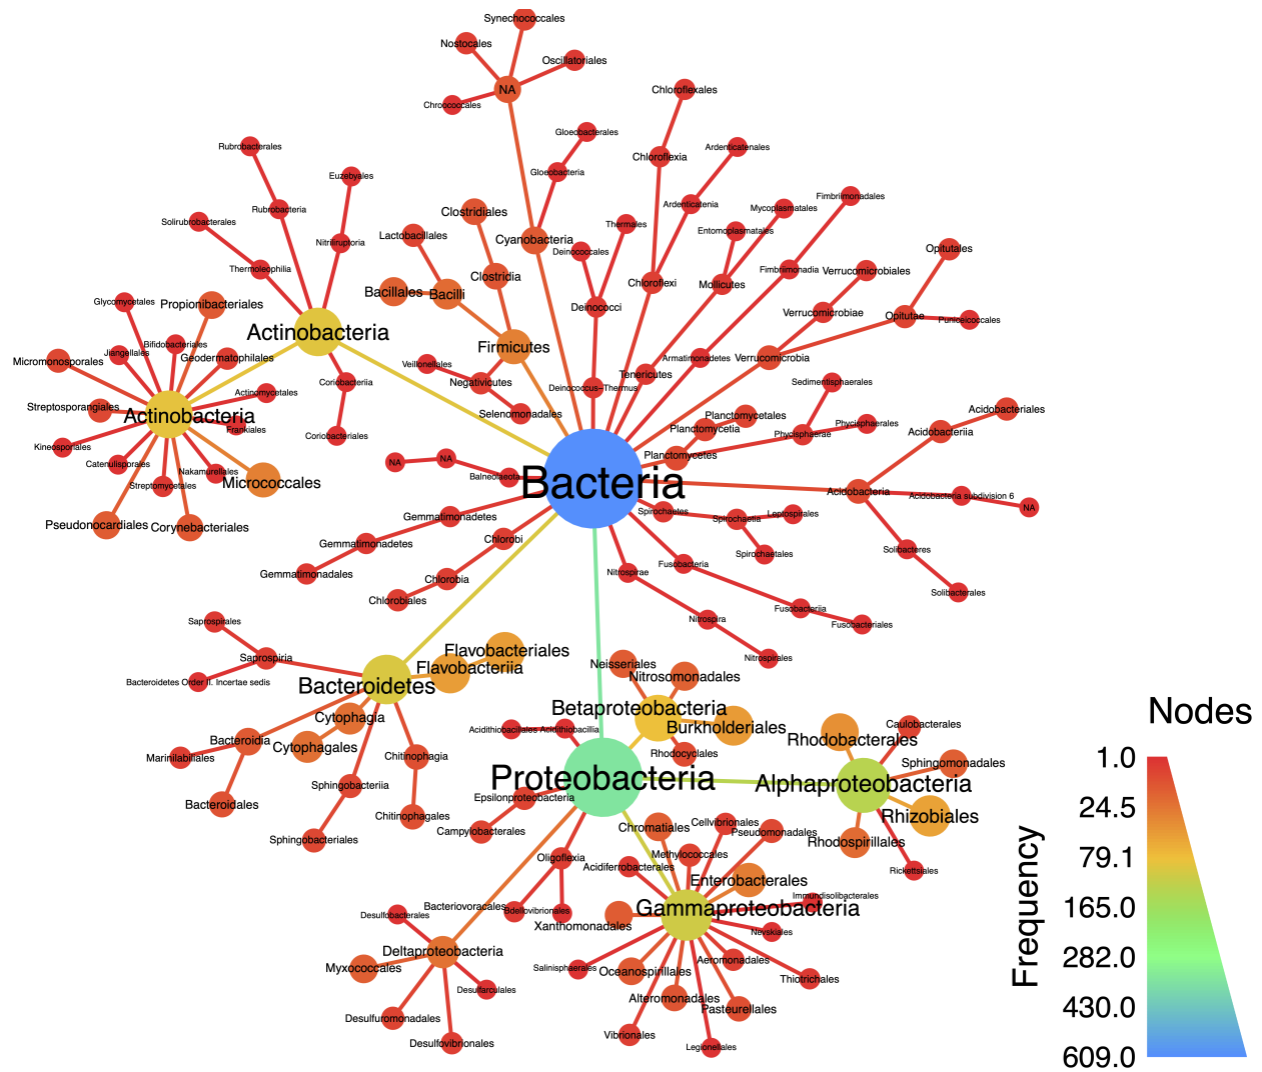 Synechococcales
Nostocales
Oscillatoriales
NA
Chroococcales
Chloroflexales
Gloeobacterales
Rubrobacterales
Ardenticatenales
Chloroflexia
Gloeobacteria
Euzebyales
Fimbriimonadales
Ardenticatenia
Mycoplasmatales
Rubrobacteria
Clostridiales
Solirubrobacterales
Thermales
Entomoplasmatales
Lactobacillales
Cyanobacteria
Nitriliruptoria
Deinococcales
Opitutales
Thermoleophilia
Clostridia
Chloroflexi
Mollicutes
Fimbriimonadia
Verrucomicrobiales
Bacillales
Bacilli
Glycomycetales
Propionibacteriales
Deinococci
Verrucomicrobiae
Opitutae
Puniceicoccales
Actinobacteria
Bifidobacteriales
Firmicutes
Jiangellales
Geodermatophilales
Micromonosporales
Veillonellales
Armatimonadetes
Verrucomicrobia
Tenericutes
Negativicutes
Coriobacteriia
Deinococcus−Thermus
Sedimentisphaerales
Actinomycetales
Streptosporangiales
Actinobacteria
Selenomonadales
Planctomycetales
Acidobacteriales
Phycisphaerales
Frankiales
Planctomycetia
Phycisphaerae
Acidobacteriia
Coriobacteriales
Kineosporiales
Planctomycetes
NA
NA
Catenulisporales
Nakamurellales
Balneolaeota
Micrococcales
Streptomycetales
Bacteria
Acidobacteria
Acidobacteria subdivision 6
NA
Spirochaetes
Leptospirales
Spirochaetia
Gemmatimonadetes
Pseudonocardiales
Corynebacteriales
Chlorobi
Gemmatimonadetes
Solibacteres
Spirochaetales
Fusobacteria
Gemmatimonadales
Nitrospirae
Chlorobia
Solibacterales
Chlorobiales
Fusobacteriia
Nitrospira
Fusobacteriales
Saprospirales
Flavobacteriales
Saprospiria
Nitrospirales
Flavobacteriia
Neisseriales
Nitrosomonadales
Bacteroidetes Order II. Incertae sedis
Bacteroidetes
Betaproteobacteria
Nodes
Cytophagia
Burkholderiales
Caulobacterales
Acidithiobacillales
Acidithiobacillia
Bacteroidia
Cytophagales
Rhodobacterales
Marinilabiliales
Chitinophagia
Rhodocyclales
Sphingomonadales
Proteobacteria
Alphaproteobacteria
Sphingobacteriia
Epsilonproteobacteria
Bacteroidales
Chitinophagales
Rhizobiales
Cellvibrionales
Chromatiales
Campylobacterales
Pseudomonadales
Sphingobacteriales
Rhodospirillales
Methylococcales
Oligoflexia
Acidiferrobacterales
Rickettsiales
Enterobacterales
Immundisolibacterales
Bacteriovoracales
Bdellovibrionales
Gammaproteobacteria
Desulfobacterales
Xanthomonadales
Nevskiales
Deltaproteobacteria
Aeromonadales
Myxococcales
Salinisphaerales
Oceanospirillales
Thiotrichales
Desulfarculales
Alteromonadales
Pasteurellales
Desulfuromonadales
Vibrionales
Desulfovibrionales
Legionellales
Frequency
1.0
24.5
79.1
165.0
282.0
430.0
609.0